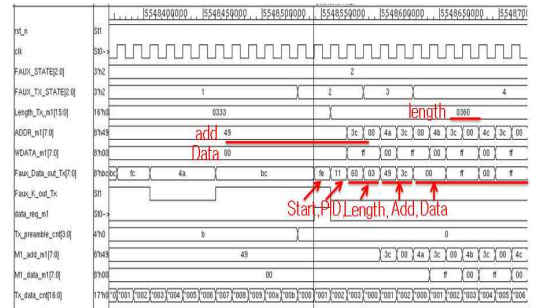 5548400000 5548450000 5548500000 5548550000 5548600000 5548650000 554870
rst_n St1
clk St0->
FAUX_STATE[2:0] 3'h2 2
FAUX_TX_STATE[2:0] 3'h2 1 2 3 4
Length_Tx_m1[15:0] 16'h0 0333 length 0360
ADDR_m1[7:0] 8'h49 add 49 3c 00 4a 3c 00 4b 3c 00 4c 3c 00
WDATA_m1[7:0] 8'h00 Data 00 ff 00 ff 00 ff 00 ff
Faux_Data_out_Tx[7:0] 8'hbc bc fc 4a bc fe 11 60 03 49 3c 00 ff 00 ff
Faux_K_out_Tx St1
Start,PID,Length,Add,Data
data_req_m1 St0->
Tx_preamble_cnt[3:0] 4'h0 b 0
M1_add_m1[7:0] 8'h49 49 3c 00 4a 3c 00 4b 3c 00 4c
M1_data_m1[7:0] 8'h00 00 ff 00 ff 00
Tx_data_cnt[16:0] 17'h0 *0 *001 *002 *003 *004 *005 *006 *007 *008 *009 *00a *00b *000 *001 *002 *003 *000 *001 *002 *003 *004 *005 *006